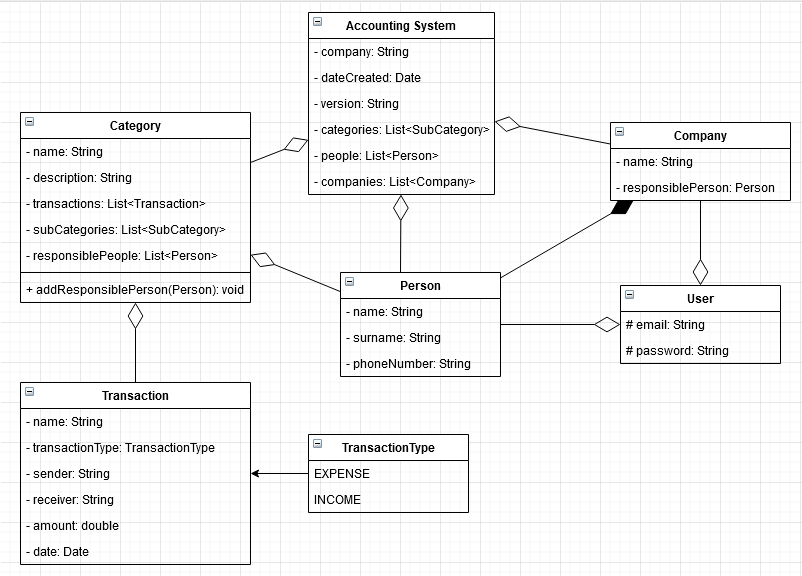 Accounting System
- company: String
- dateCreated: Date
- version: String
- categories: List<SubCategory>
- people: List<Person>
- companies: List<Company>
Category
- name: String
- description: String
- transactions: List<Transaction>
- subCategories: List<SubCategory>
- responsiblePeople: List<Person>
+ addResponsiblePerson(Person): void
Company
- name: String
- responsiblePerson: Person
Person
- name: String
- surname: String
- phoneNumber: String
User
# email: String
# password: String
Transaction
- name: String
- transactionType: TransactionType
- sender: String
- receiver: String
- amount: double
- date: Date
TransactionType
EXPENSE
INCOME